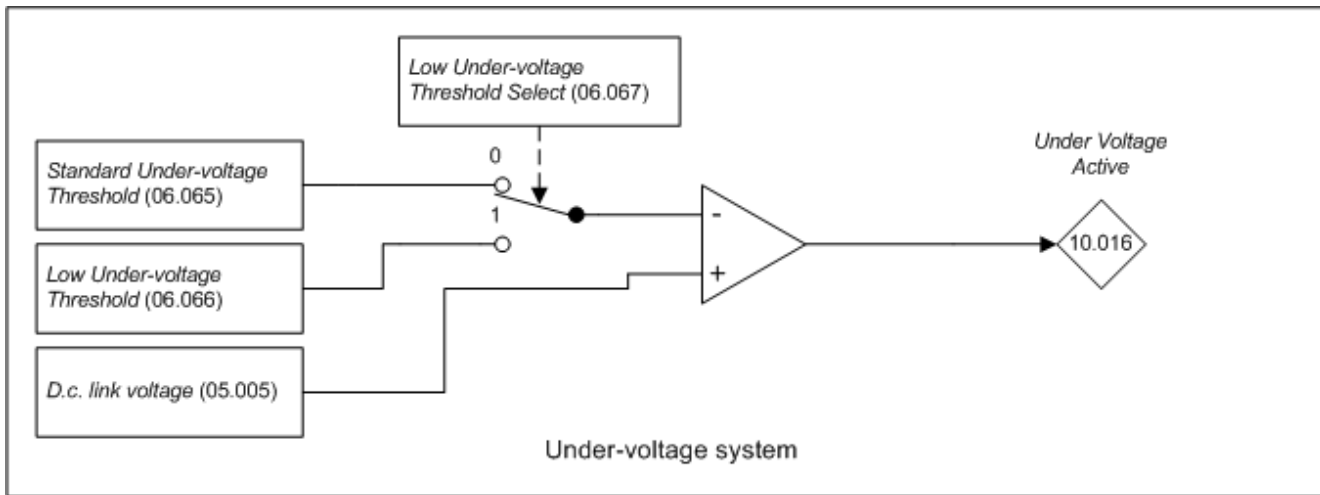 Low Under-voltage
Threshold Select (06.067)
Standard Under-voltage
Threshold (06.065)
0
1
Low Under-voltage
Threshold (06.066)
D.c. link voltage (05.005)
-
+
Under Voltage
Active
10.016
Under-voltage system